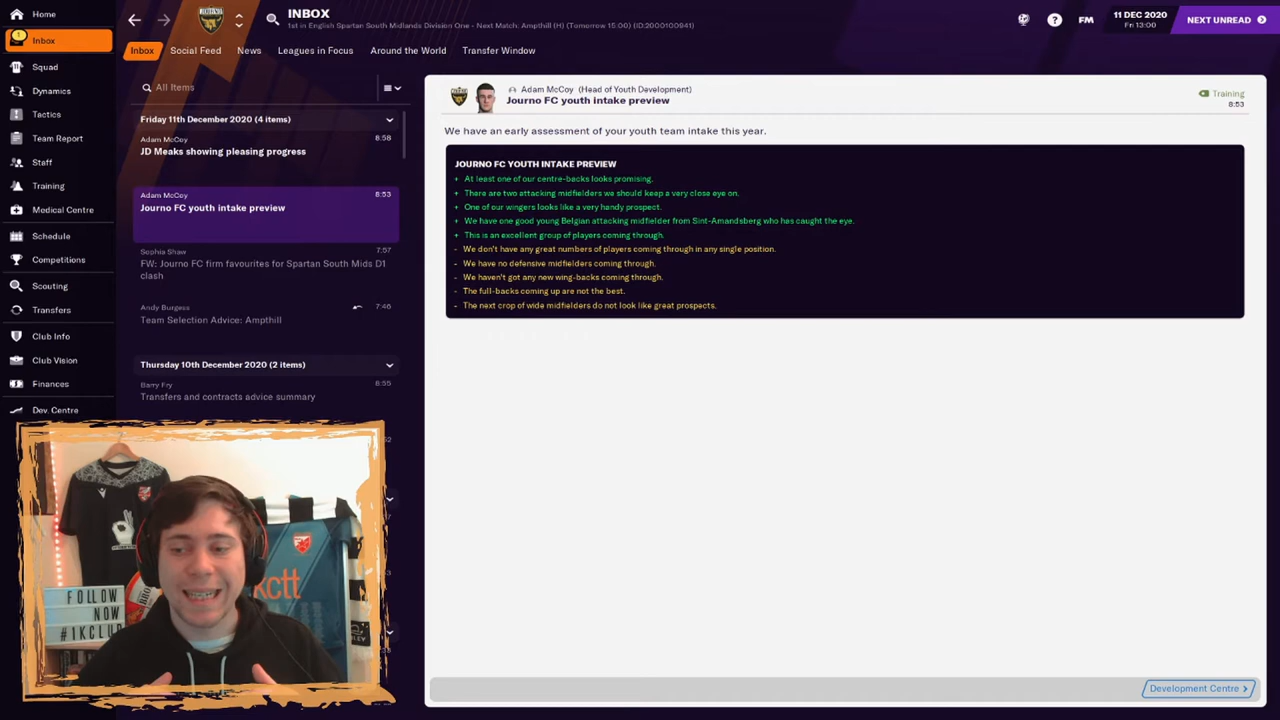 Home
INBOX
1st in English Spartan South Midlands Division One - Next Match: Ampthill (H) (Tomorrow 15:00) (ID:2000100941)
FM
11 DEC 2020
Fri 13:00
NEXT UNREAD
1
Inbox
Squad
Dynamics
Tactics
Team Report
Staff
Training
Medical Centre
Schedule
Competitions
Scouting
Transfers
Club Info
Club Vision
Finances
Dev. Centre
Inbox
Social Feed
News
Leagues in Focus
Around the World
Transfer Window
All Items
Friday 11th December 2020 (4 items)
Adam McCoy
8:58
JD Meaks showing pleasing progress
Adam McCoy
8:53
Journo FC youth intake preview
Sophia Shaw
7:57
FW: Journo FC firm favourites for Spartan South Mids D1
clash
Andy Burgess
7:46
Team Selection Advice: Ampthill
Thursday 10th December 2020 (2 items)
Barry Fry
8:55
Transfers and contracts advice summary
Adam McCoy (Head of Youth Development)
Journo FC youth intake preview
Training
8:53
We have an early assessment of your youth team intake this year.
JOURNO FC YOUTH INTAKE PREVIEW
+ At least one of our centre-backs looks promising.
+ There are two attacking midfielders we should keep a very close eye on.
+ One of our wingers looks like a very handy prospect.
+ We have one good young Belgian attacking midfielder from Sint-Amandsberg who has caught the eye.
+ This is an excellent group of players coming through.
- We don't have any great numbers of players coming through in any single position.
- We have no defensive midfielders coming through.
- We haven't got any new wing-backs coming through.
- The full-backs coming up are not the best.
- The next crop of wide midfielders do not look like great prospects.
Development Centre
kctt
FOLLOW
NOW
#IKCLUB